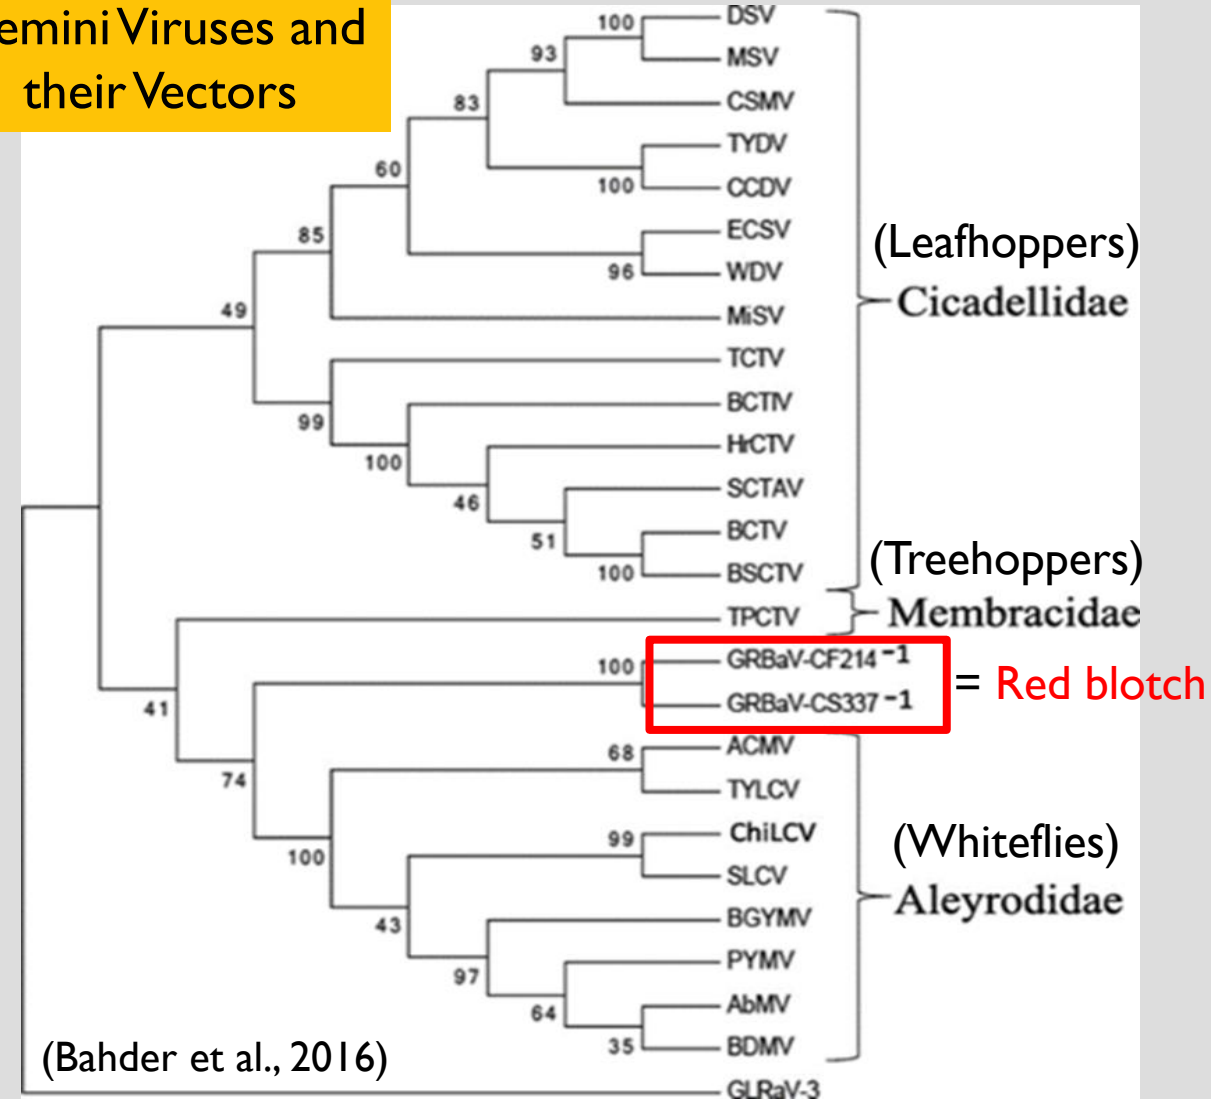 emini Viruses and
their Vectors
100
DSV
93
MSV
83
CSMV
TYDV
60
100
CCDV
85
ECSV
(Leafhoppers)
96
WDV
Cicadellidae
49
MiSV
TCTV
99
BCTIV
100
HrCTV
46
SCTAV
51
BCTV
100
BSCTV
(Treehoppers)
TPCTV
Membracidae
100
GRBaV-CF214-1
= Red blotch
41
GRBaV-CS337-1
68
ACMV
74
TYLCV
99
ChiLCV
(Whiteflies)
100
SLCV
Aleyrodidae
43
BGYMV
97
PYMV
64
AbMV
35
BDMV
(Bahder et al., 2016)
GLRaV-3